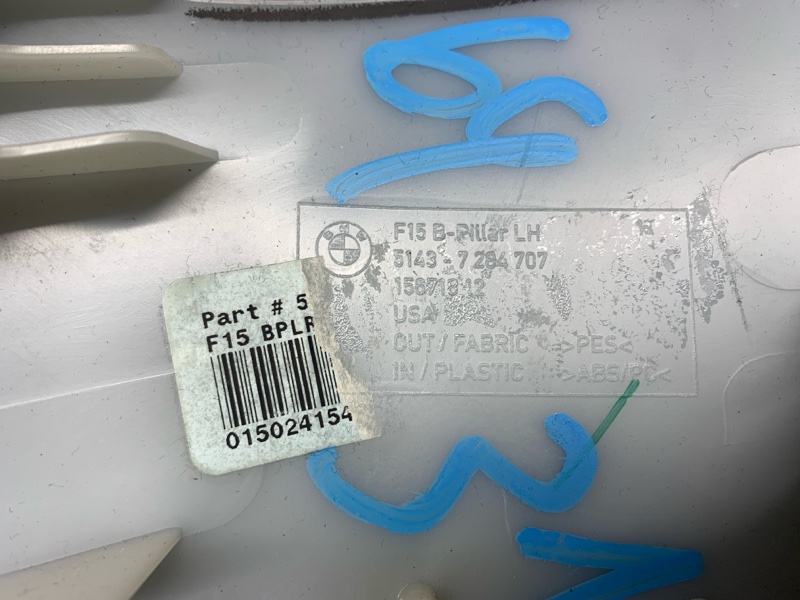 F15 B-Pillar LH
5143 - 7 294 707
USA
OUT / FABRIC >PES<
IN / PLASTIC >ABS/PC<
Part # 5
F15 BPLR
015024154